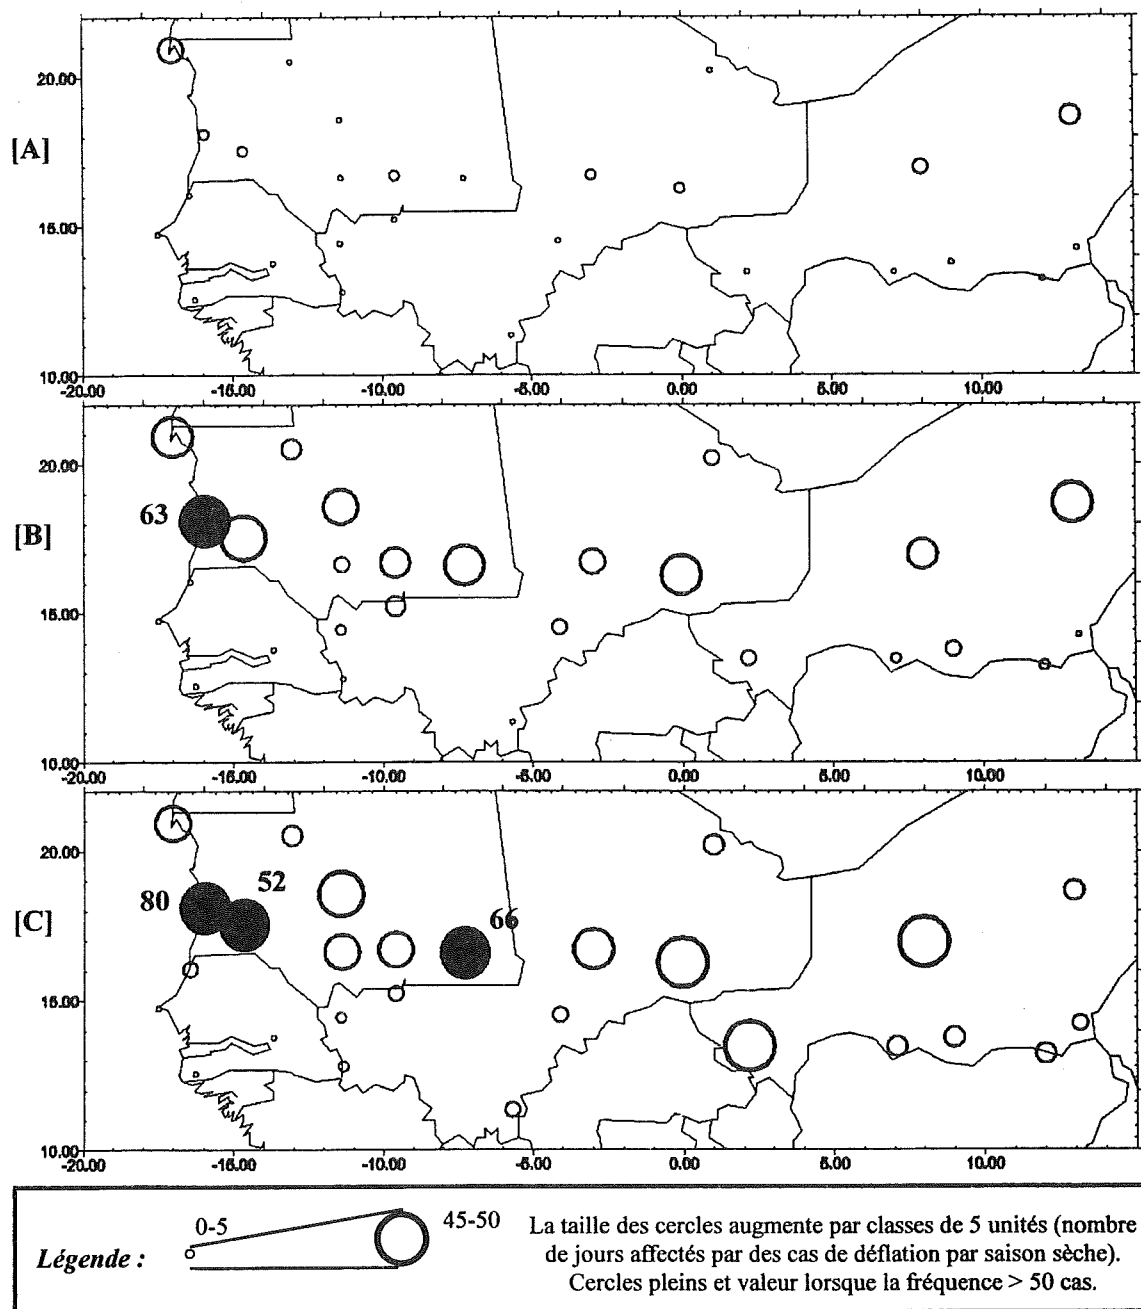 20.00
[A]
15.00
10.00
-20.00 -15.00 -10.00 -5.00 0.00 5.00 10.00
20.00
63
[B]
15.00
10.00
-20.00 -15.00 -10.00 -5.00 0.00 5.00 10.00
20.00
80 52 66
[C]
15.00
10.00
-20.00 -15.00 -10.00 -5.00 0.00 5.00 10.00
Légende :
0-5
45-50
La taille des cercles augmente par classes de 5 unités (nombre
de jours affectés par des cas de déflation par saison sèche).
Cercles pleins et valeur lorsque la fréquence > 50 cas.